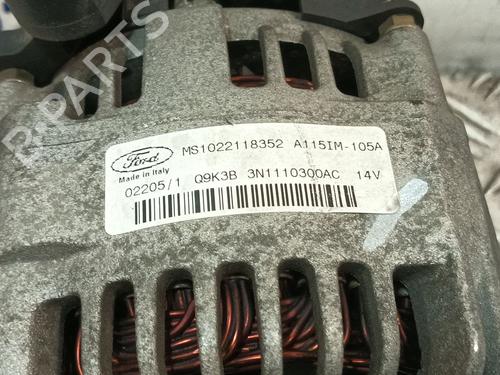 B-PARTS
Ford
MS1022118352 A115IM-105A
Made in Italy
02205/1 Q9K3B 3N1110300AC 14V